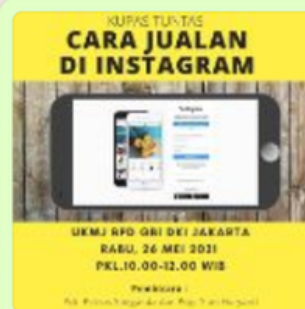 KUPAS TUNTAS
CARA JUALAN
DI INSTAGRAM
UKMJ BPD GBI DKI JAKARTA
RABU, 26 MEI 2021
PKL.10.00-12.00 WIB
Pembicara :